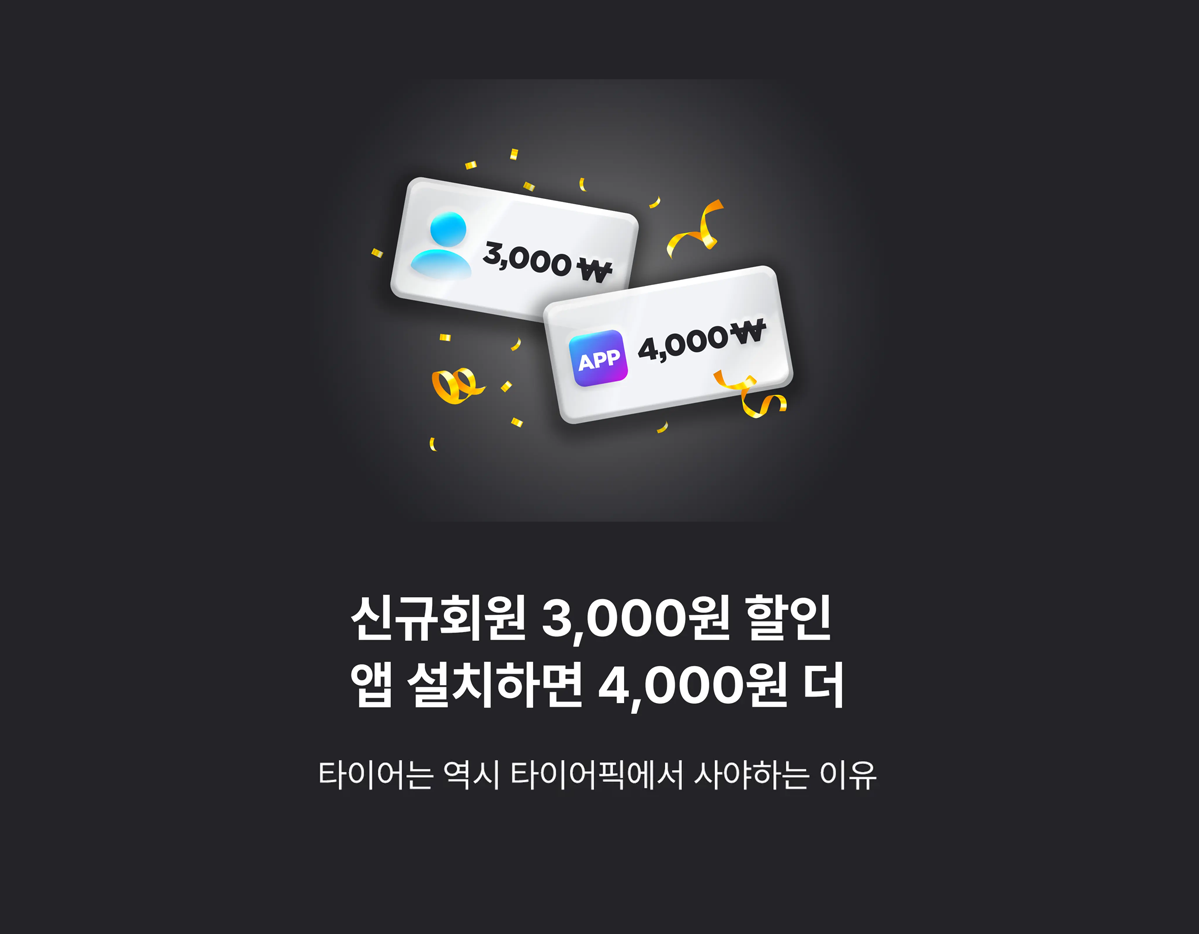 3,000₩
APP 4,000₩
신규회원 3,000원 할인
앱 설치하면 4,000원 더
타이어는 역시 타이어픽에서 사야하는 이유